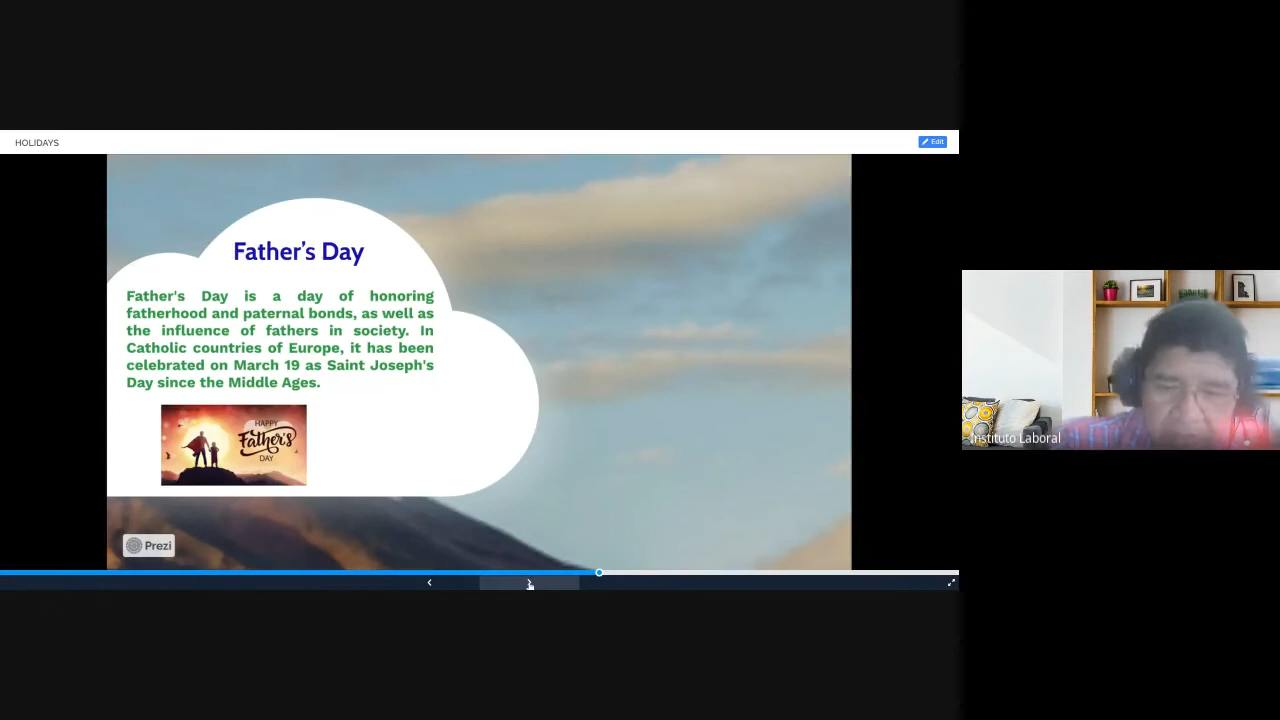 HOLIDAYS
Edit
Father's Day
Father's Day is a day of honoring
fatherhood and paternal bonds, as well as
the influence of fathers in society. In
Catholic countries of Europe, it has been
celebrated on March 19 as Saint Joseph's
Day since the Middle Ages.
HAPPY
Father's
DAY
Prezi
Instituto Laboral